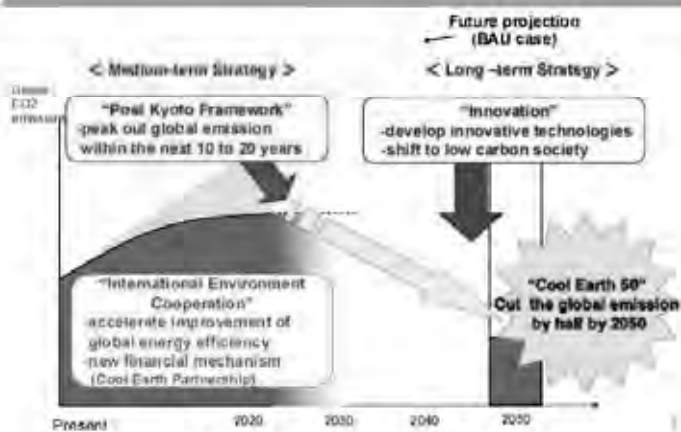 Future projection
(BAU case)
< Medium-term Strategy >
< Long-term Strategy >
Global
CO2
emission
"Post Kyoto Framework"
-peak out global emission
within the next 10 to 20 years
"Innovation"
-develop innovative technologies
-shift to low carbon society
"International Environment
Cooperation"
-accelerate improvement of
global energy efficiency
-new financial mechanism
(Cool Earth Partnership)
"Cool Earth 50"
Cut the global emission
by half by 2050
Present
2020
2030
2040
2050